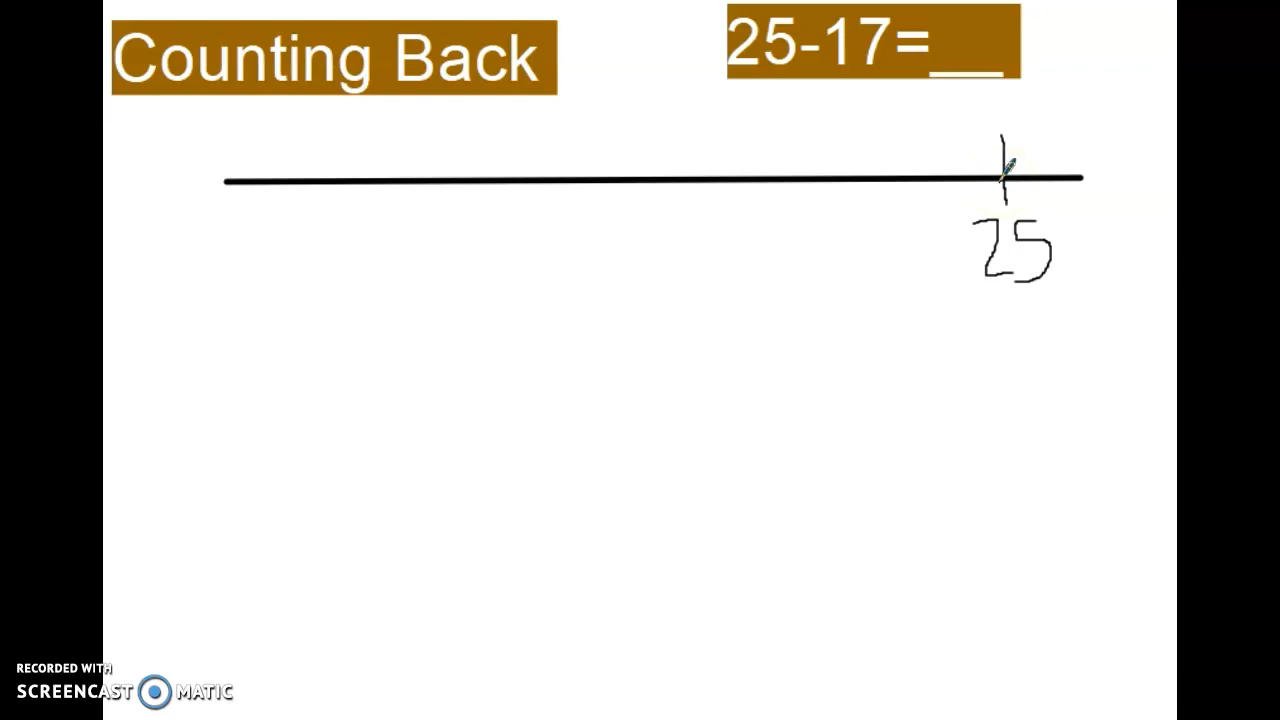 Counting Back
25-17=___
25
RECORDED WITH
SCREENCAST MATIC